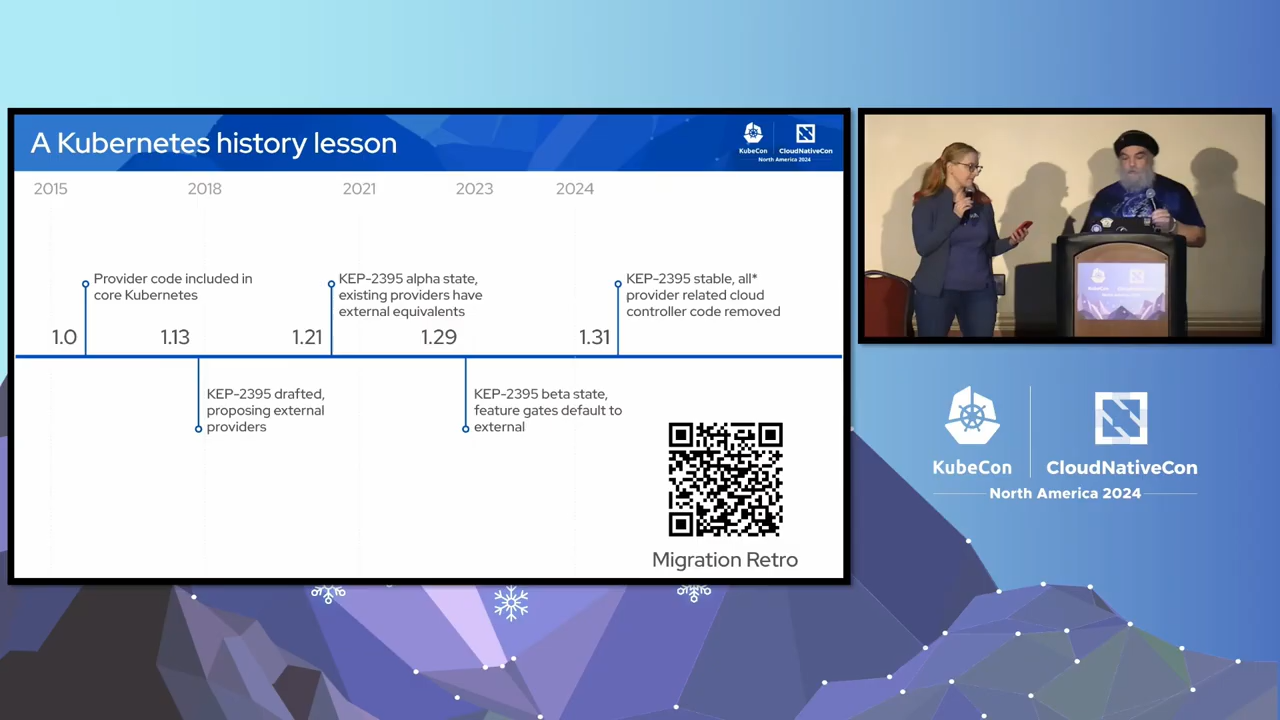 A Kubernetes history lesson
KubeCon
CloudNativeCon
North America 2024
2015
2018
2021
2023
2024
Provider code included in
core Kubernetes
KEP-2395 alpha state,
existing providers have
external equivalents
KEP-2395 stable, all*
provider related cloud
controller code removed
1.0
1.13
1.21
1.29
1.31
KEP-2395 drafted,
proposing external
providers
KEP-2395 beta state,
feature gates default to
external
Migration Retro
KubeCon
CloudNativeCon
North America 2024